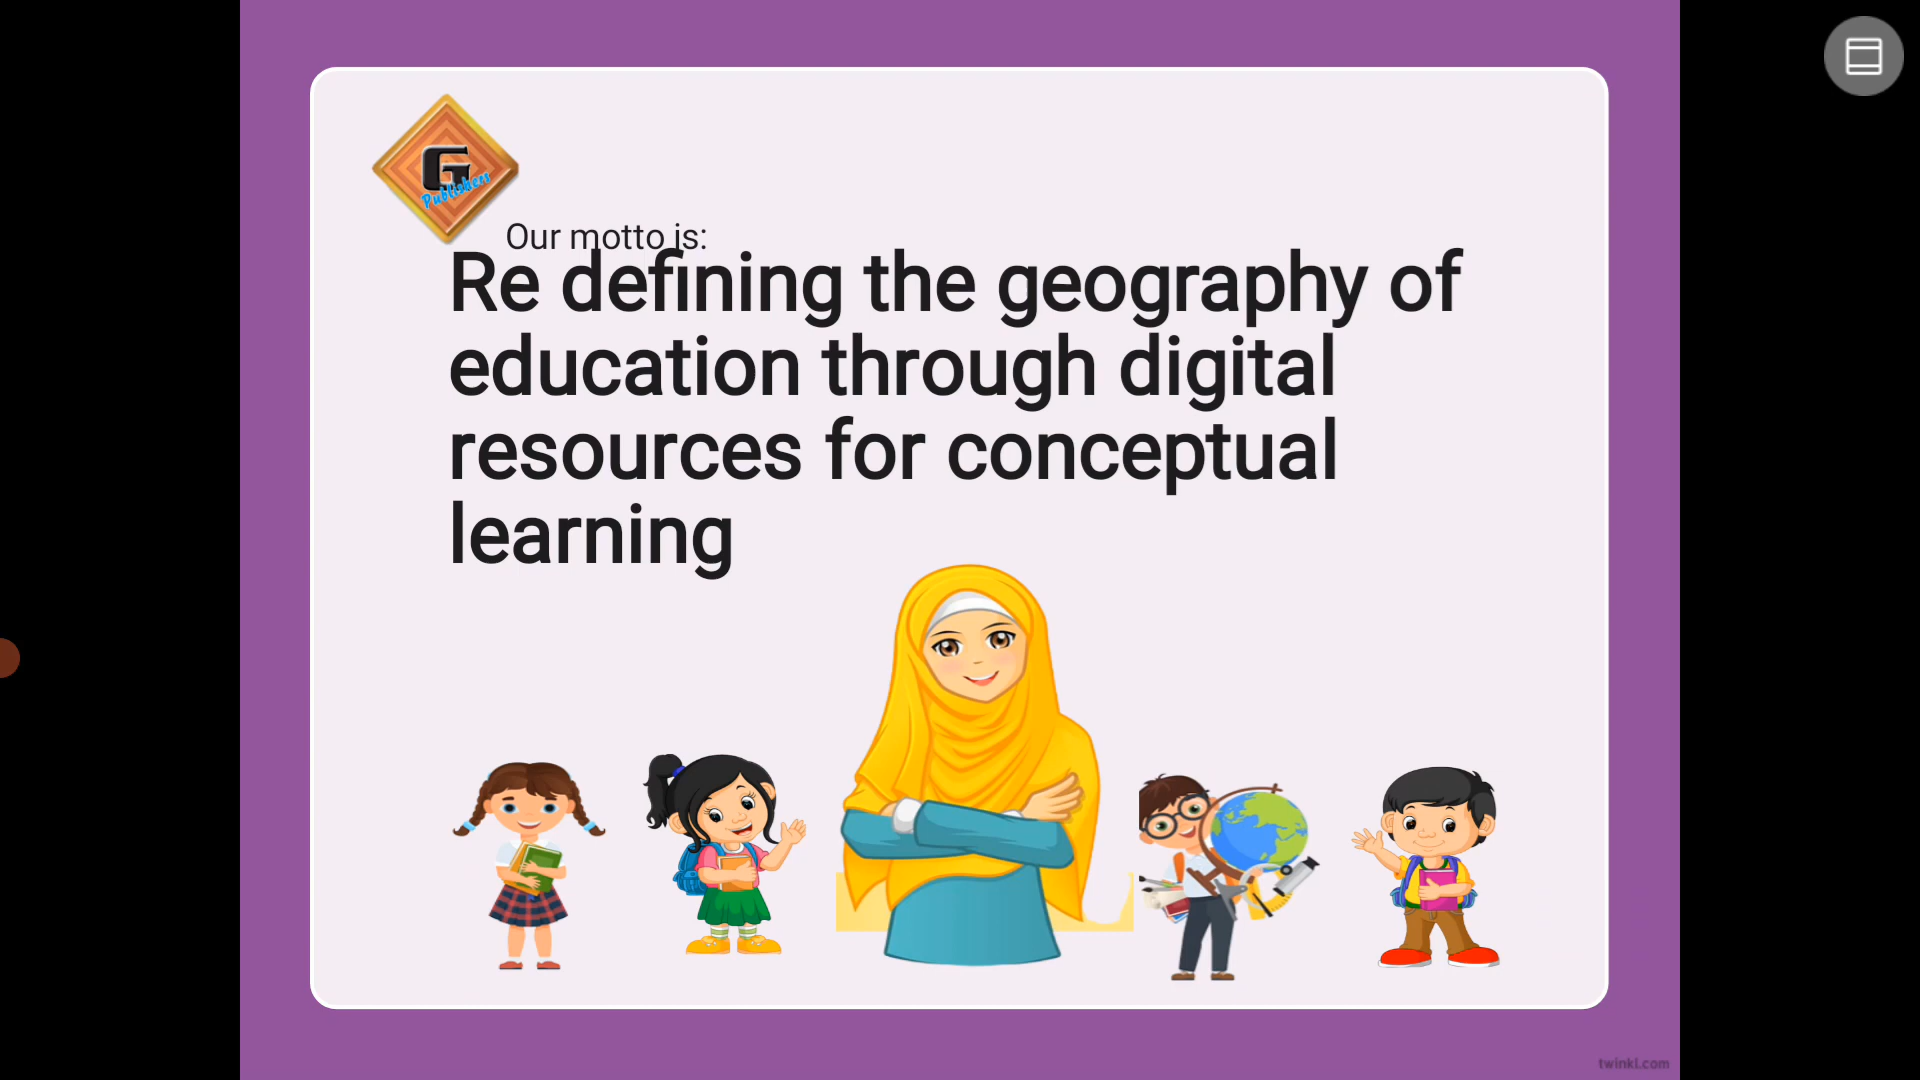 G
Publishers
Our motto is:
Re defining the geography of
education through digital
resources for conceptual
learning
twinkl.com